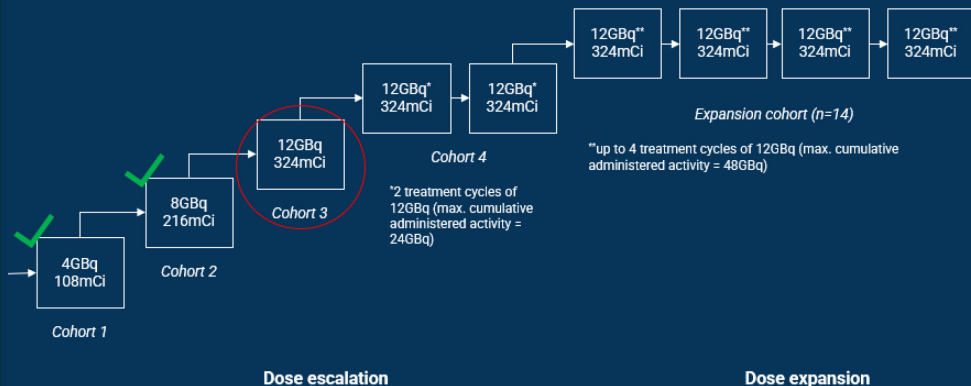 4GBq
108mCi
Cohort 1
8GBq
216mCi
Cohort 2
12GBq
324mCi
Cohort 3
12GBq*
324mCi
12GBq*
324mCi
Cohort 4
*2 treatment cycles of
12GBq (max. cumulative
administered activity =
24GBq)
12GBq**
324mCi
12GBq**
324mCi
12GBq**
324mCi
12GBq**
324mCi
Expansion cohort (n=14)
**up to 4 treatment cycles of 12GBq (max. cumulative
administered activity = 48GBq)
Dose escalation
Dose expansion